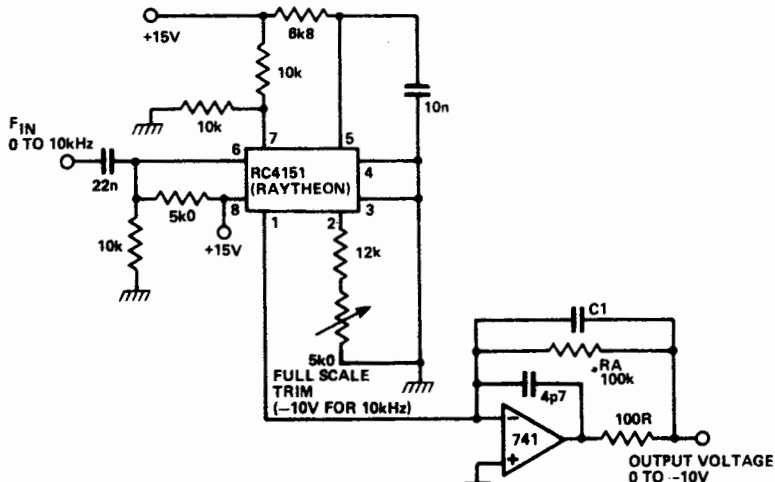 +15V
6k8
10k
10n
10k
FIN
0 TO 10kHz
22n
6
7
5
4
3
8
1
2
RC4151
(RAYTHEON)
5k0
+15V
10k
12k
5k0
FULL SCALE
TRIM
(–10V FOR 10kHz)
C1
*RA
100k
4p7
–
741
+
100R
OUTPUT VOLTAGE
0 TO –10V